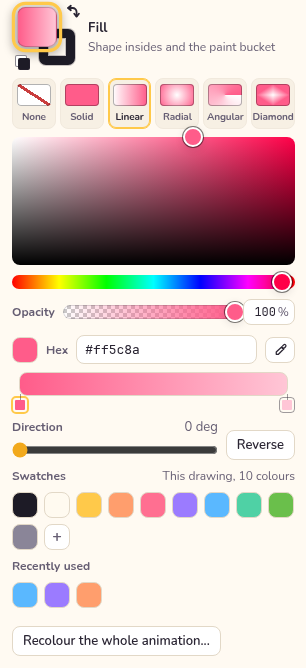 Fill
Shape insides and the paint bucket
None Solid Linear Radial Angular Diamond
Opacity 100 %
Hex #ff5c8a
Direction 0 deg
Reverse
Swatches This drawing, 10 colours
+
Recently used
Recolour the whole animation...